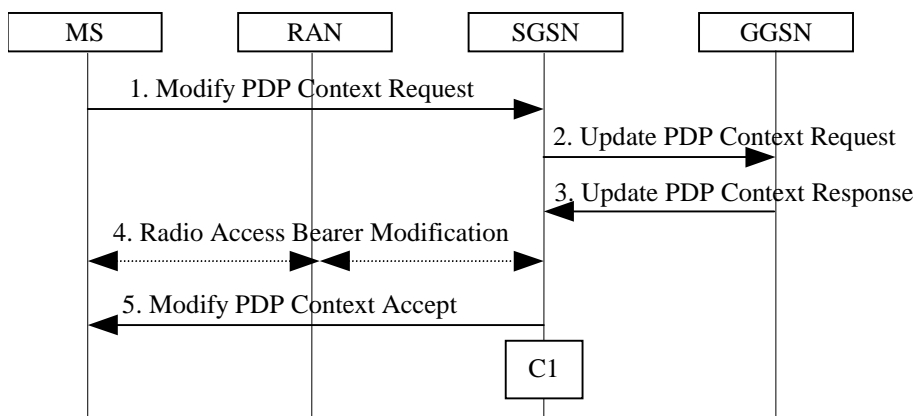 MS RAN SGSN GGSN
1. Modify PDP Context Request
2. Update PDP Context Request
3. Update PDP Context Response
4. Radio Access Bearer Modification
5. Modify PDP Context Accept
C1